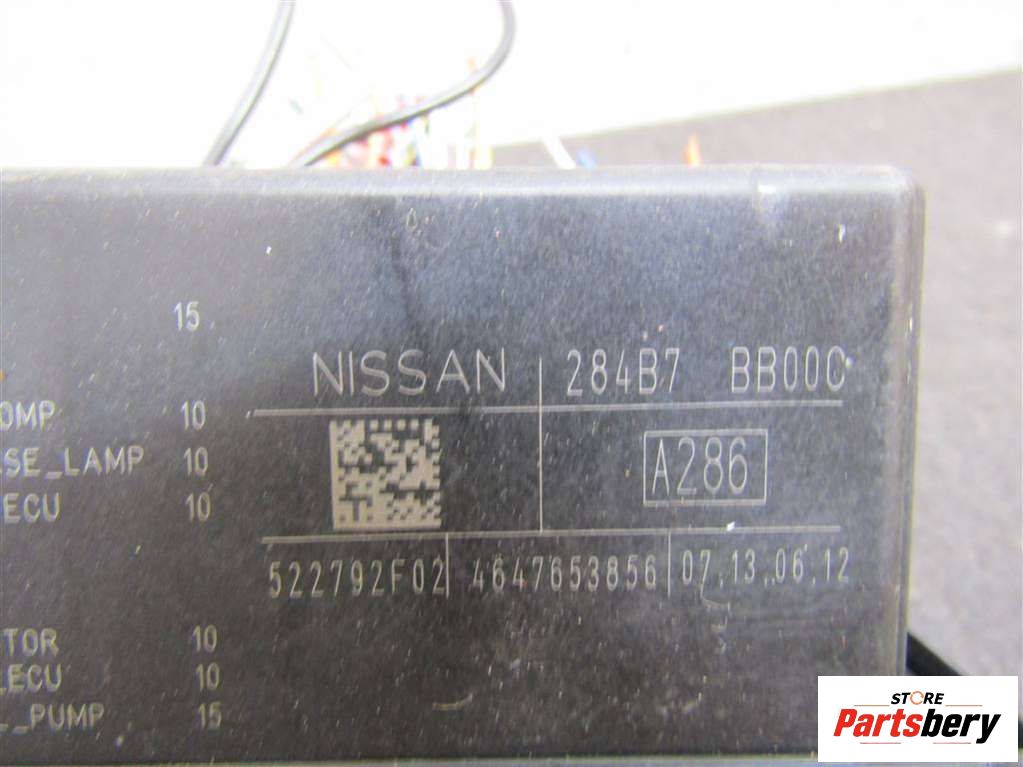 15
NISSAN 284B7 BB00C
OMP 10
SE_LAMP 10
A286
ECU 10
522792F02 4647653856 07.13.06.12
TOR 10
_ECU 10
_PUMP 15
STORE
Partsbery